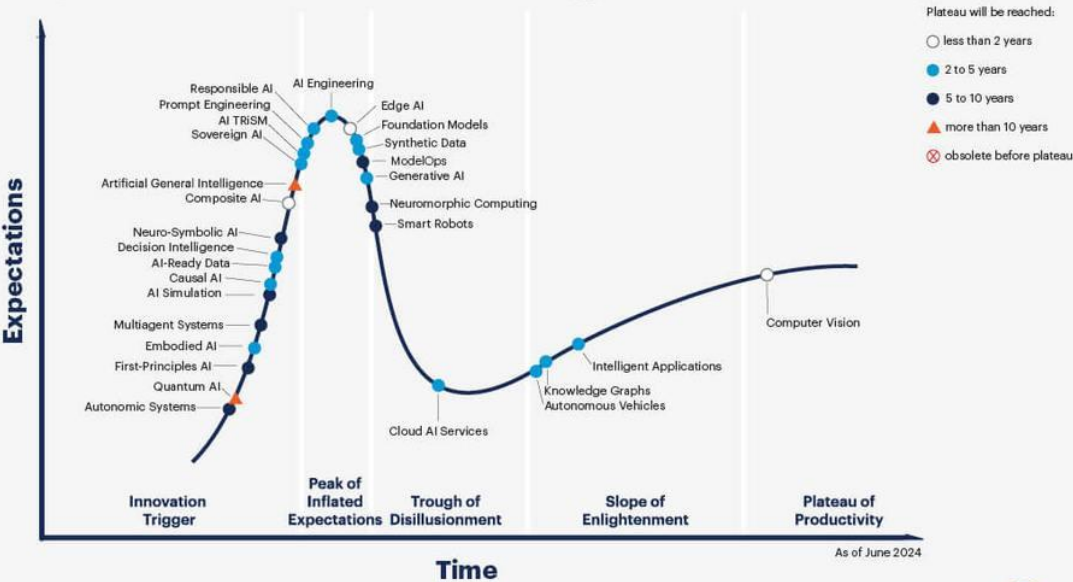 Plateau will be reached:
less than 2 years
2 to 5 years
5 to 10 years
more than 10 years
obsolete before plateau
Expectations
AI Engineering
Responsible AI
Prompt Engineering
AI TRiSM
Sovereign AI
Artificial General Intelligence
Composite AI
Neuro-Symbolic AI
Decision Intelligence
AI-Ready Data
Causal AI
AI Simulation
Multiagent Systems
Embodied AI
First-Principles AI
Quantum AI
Autonomic Systems
Edge AI
Foundation Models
Synthetic Data
ModelOps
Generative AI
Neuromorphic Computing
Smart Robots
Cloud AI Services
Computer Vision
Intelligent Applications
Knowledge Graphs
Autonomous Vehicles
Innovation
Trigger
Peak of
Inflated
Expectations
Trough of
Disillusionment
Slope of
Enlightenment
Plateau of
Productivity
As of June 2024
Time